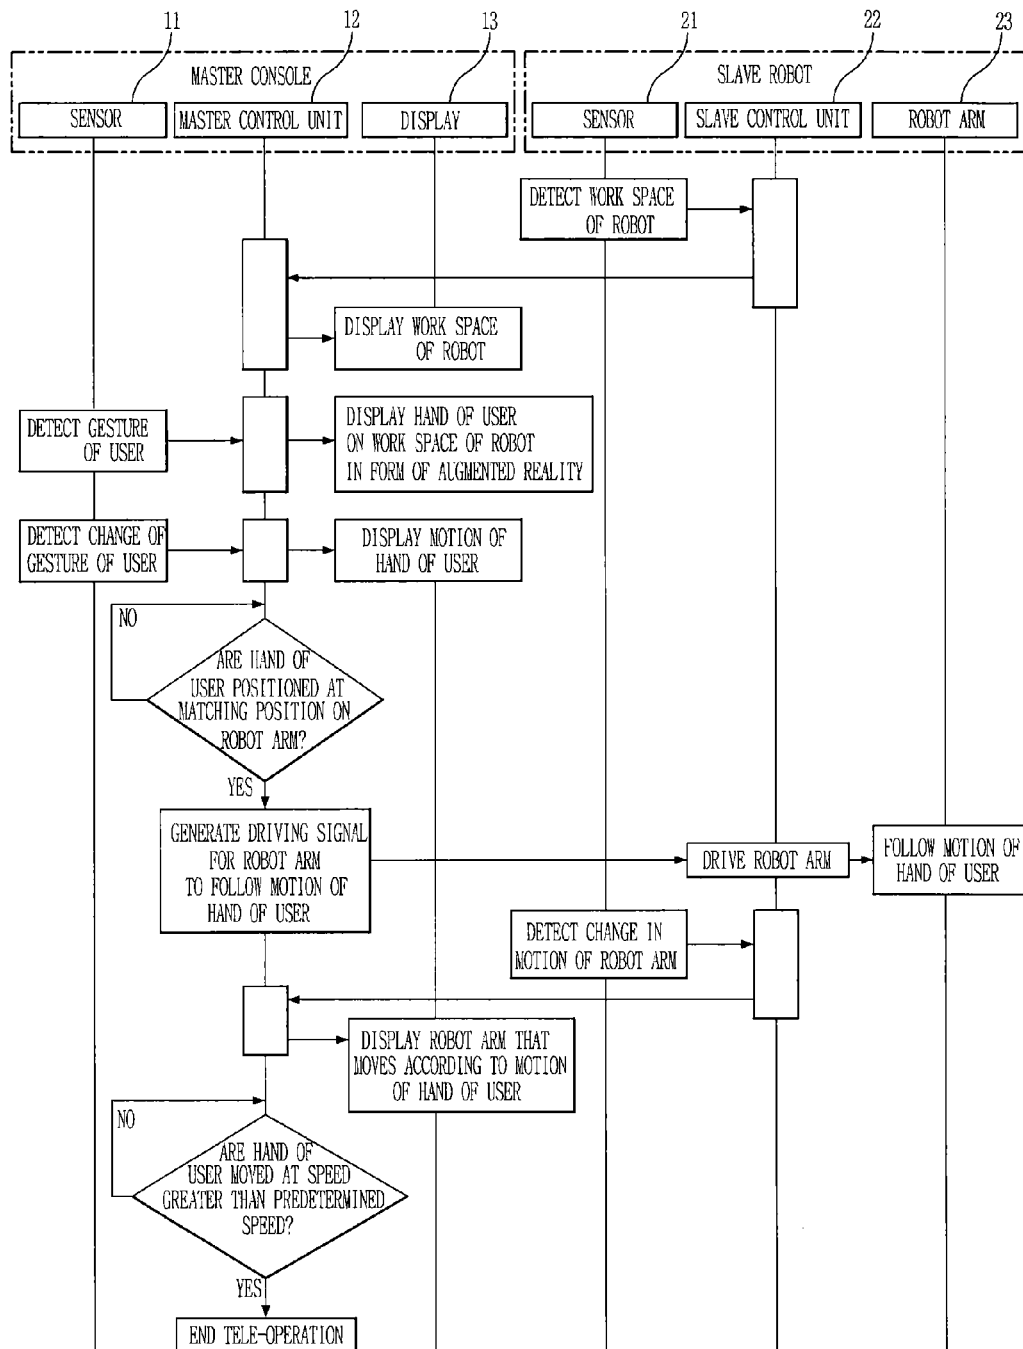 11
12
13
21
22
23
MASTER CONSOLE
SLAVE ROBOT
SENSOR
MASTER CONTROL UNIT
DISPLAY
SENSOR
SLAVE CONTROL UNIT
ROBOT ARM
DETECT WORK SPACE
OF ROBOT
DISPLAY WORK SPACE
OF ROBOT
DETECT GESTURE
OF USER
DISPLAY HAND OF USER
ON WORK SPACE OF ROBOT
IN FORM OF AUGMENTED REALITY
DETECT CHANGE OF
GESTURE OF USER
DISPLAY MOTION OF
HAND OF USER
NO
ARE HAND OF
USER POSITIONED AT
MATCHING POSITION ON
ROBOT ARM?
YES
GENERATE DRIVING SIGNAL
FOR ROBOT ARM
TO FOLLOW MOTION OF
HAND OF USER
DRIVE ROBOT ARM
FOLLOW MOTION OF
HAND OF USER
DETECT CHANGE IN
MOTION OF ROBOT ARM
DISPLAY ROBOT ARM THAT
MOVES ACCORDING TO MOTION
OF HAND OF USER
NO
ARE HAND OF
USER MOVED AT SPEED
GREATER THAN PREDETERMINED
SPEED?
YES
END TELE-OPERATION